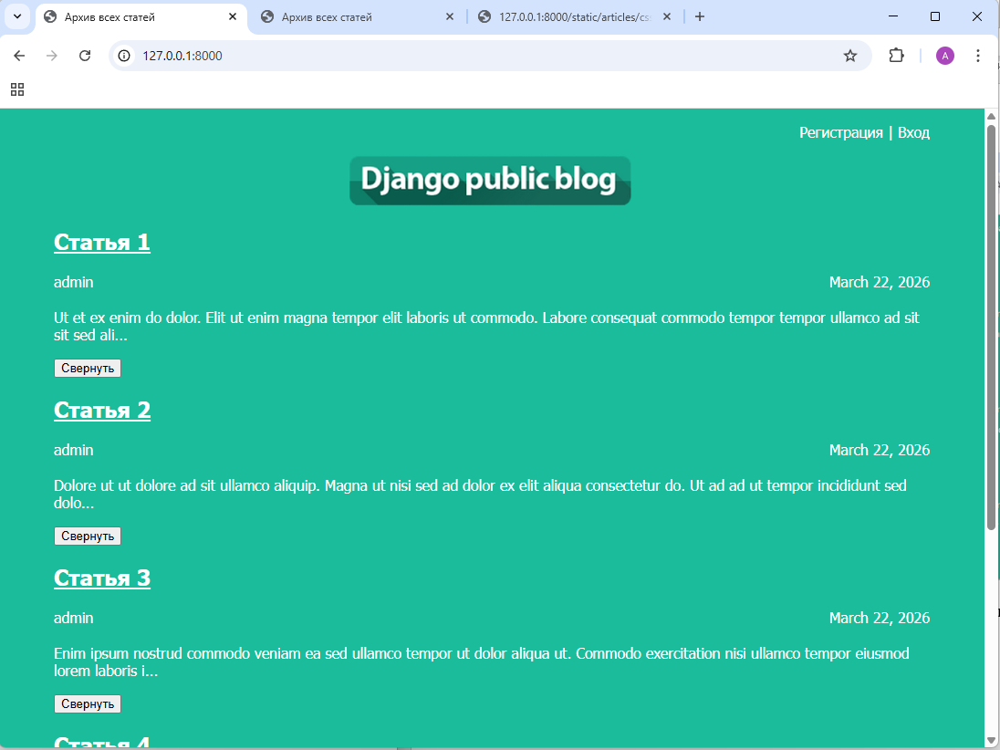 Архив всех статей
Архив всех статей
127.0.0.1:8000/static/articles/cs
127.0.0.1:8000
A
Регистрация | Вход
Django public blog
Статья 1
admin March 22, 2026
Ut et ex enim do dolor. Elit ut enim magna tempor elit laboris ut commodo. Labore consequat commodo tempor tempor ullamco ad sit
sit sed ali...
Свернуть
Статья 2
admin March 22, 2026
Dolore ut ut dolore ad sit ullamco aliquip. Magna ut nisi sed ad dolor ex elit aliqua consectetur do. Ut ad ad ut tempor incididunt sed
dolo...
Свернуть
Статья 3
admin March 22, 2026
Enim ipsum nostrud commodo veniam ea sed ullamco tempor ut dolor aliqua ut. Commodo exercitation nisi ullamco tempor eiusmod
lorem laboris i...
Свернуть
Статья 4